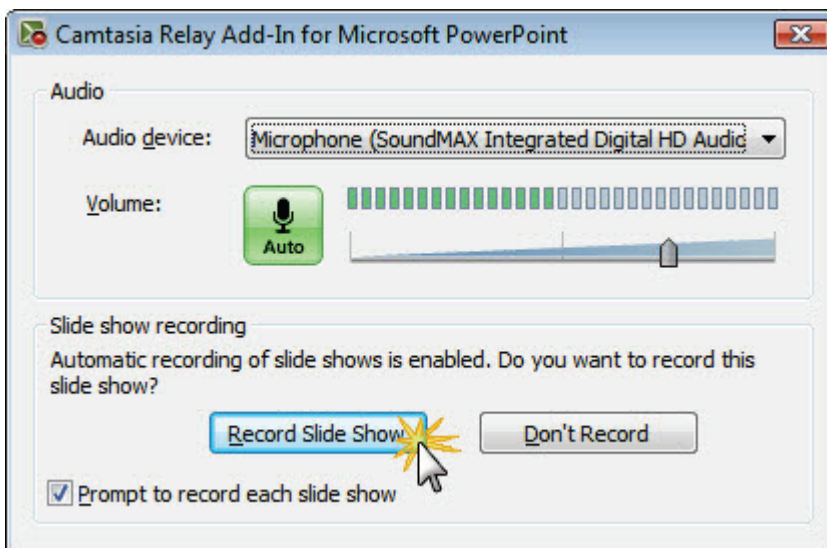 Camtasia Relay Add-In for Microsoft PowerPoint
Audio
Audio device:
Microphone (SoundMAX Integrated Digital HD Audio
Volume:
Auto
Slide show recording
Automatic recording of slide shows is enabled. Do you want to record this
slide show?
Record Slide Show
Don't Record
Prompt to record each slide show